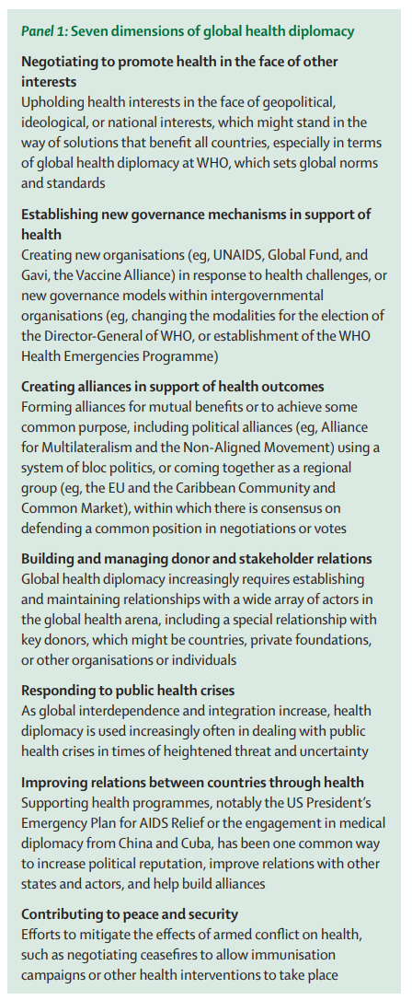 Panel 1: Seven dimensions of global health diplomacy
Negotiating to promote health in the face of other
interests
Upholding health interests in the face of geopolitical,
ideological, or national interests, which might stand in the
way of solutions that benefit all countries, especially in terms
of global health diplomacy at WHO, which sets global norms
and standards
Establishing new governance mechanisms in support of
health
Creating new organisations (eg, UNAIDS, Global Fund, and
Gavi, the Vaccine Alliance) in response to health challenges, or
new governance models within intergovernmental
organisations (eg, changing the modalities for the election of
the Director-General of WHO, or establishment of the WHO
Health Emergencies Programme)
Creating alliances in support of health outcomes
Forming alliances for mutual benefits or to achieve some
common purpose, including political alliances (eg, Alliance
for Multilateralism and the Non-Aligned Movement) using a
system of bloc politics, or coming together as a regional
group (eg, the EU and the Caribbean Community and
Common Market), within which there is consensus on
defending a common position in negotiations or votes
Building and managing donor and stakeholder relations
Global health diplomacy increasingly requires establishing
and maintaining relationships with a wide array of actors in
the global health arena, including a special relationship with
key donors, which might be countries, private foundations,
or other organisations or individuals
Responding to public health crises
As global interdependence and integration increase, health
diplomacy is used increasingly often in dealing with public
health crises in times of heightened threat and uncertainty
Improving relations between countries through health
Supporting health programmes, notably the US President's
Emergency Plan for AIDS Relief or the engagement in medical
diplomacy from China and Cuba, has been one common way
to increase political reputation, improve relations with other
states and actors, and help build alliances
Contributing to peace and security
Efforts to mitigate the effects of armed conflict on health,
such as negotiating ceasefires to allow immunisation
campaigns or other health interventions to take place